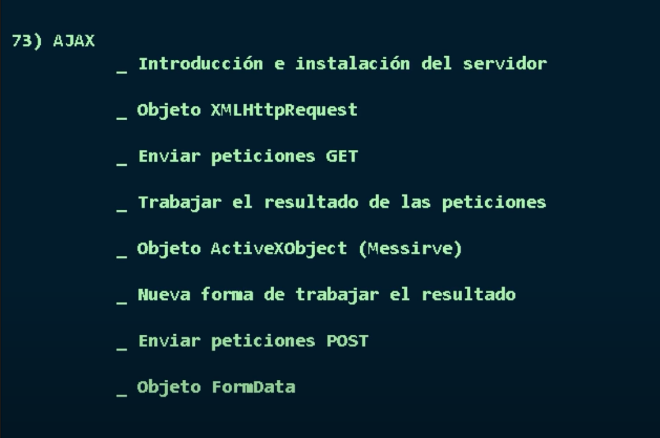 73) AJAX
_ Introducción e instalación del servidor
_ Objeto XMLHttpRequest
_ Enviar peticiones GET
_ Trabajar el resultado de las peticiones
_ Objeto ActiveXObject (Messirve)
_ Nueva forma de trabajar el resultado
_ Enviar peticiones POST
_ Objeto FormData